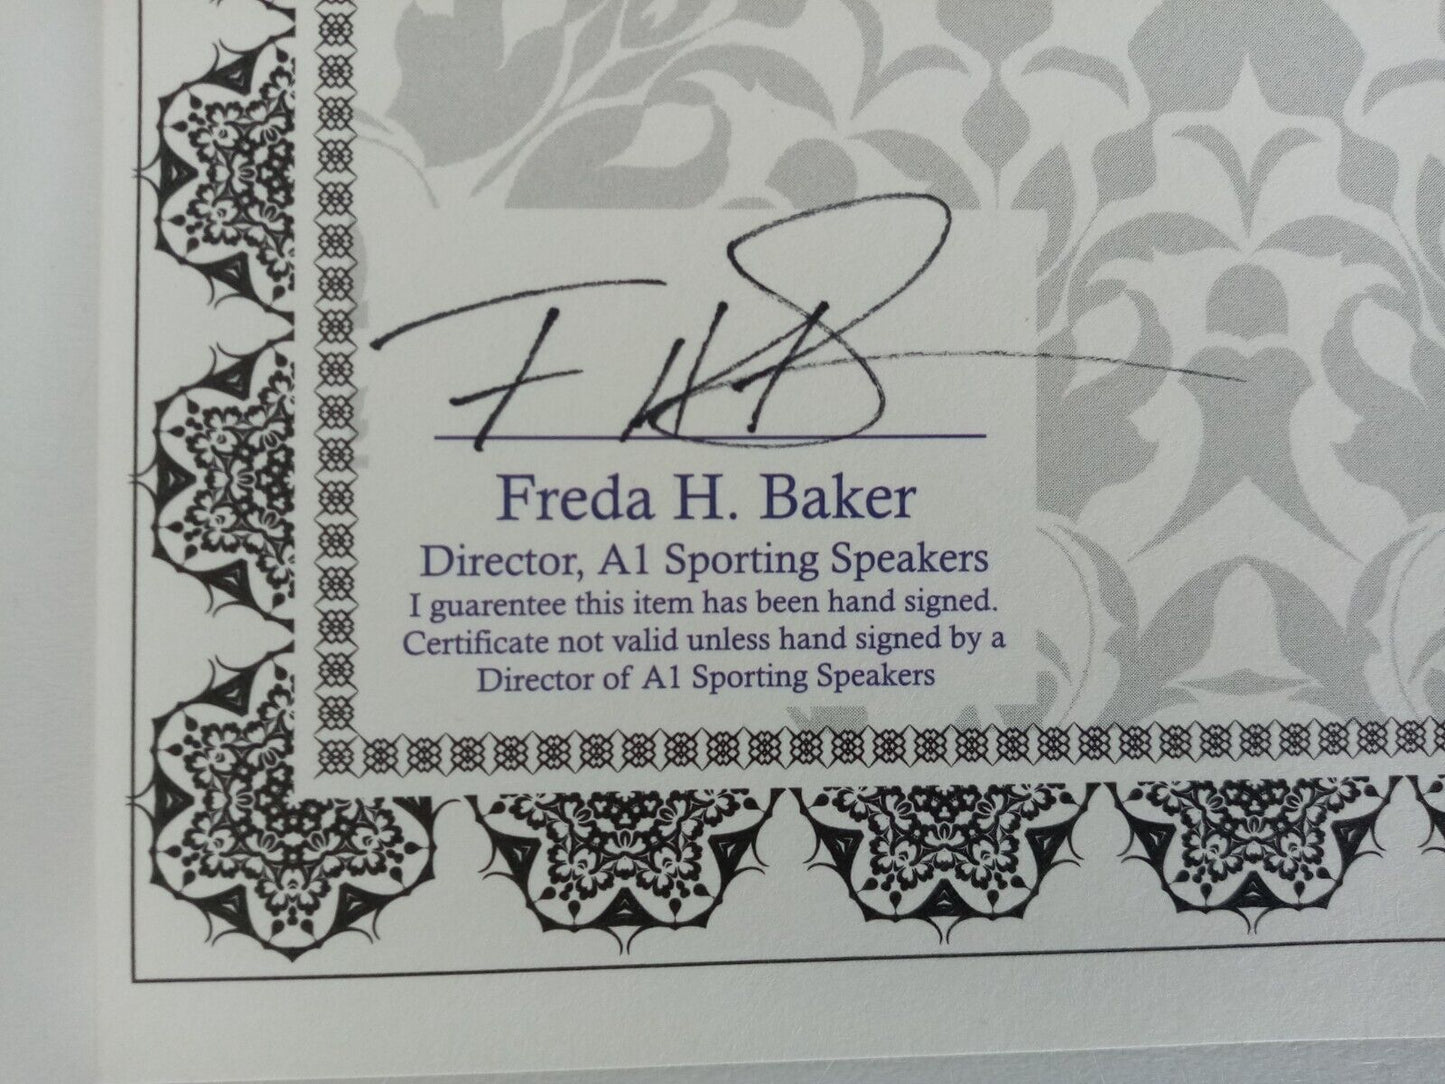 FHB
Freda H. Baker
Director, A1 Sporting Speakers
I guarentee this item has been hand signed.
Certificate not valid unless hand signed by a
Director of A1 Sporting Speakers